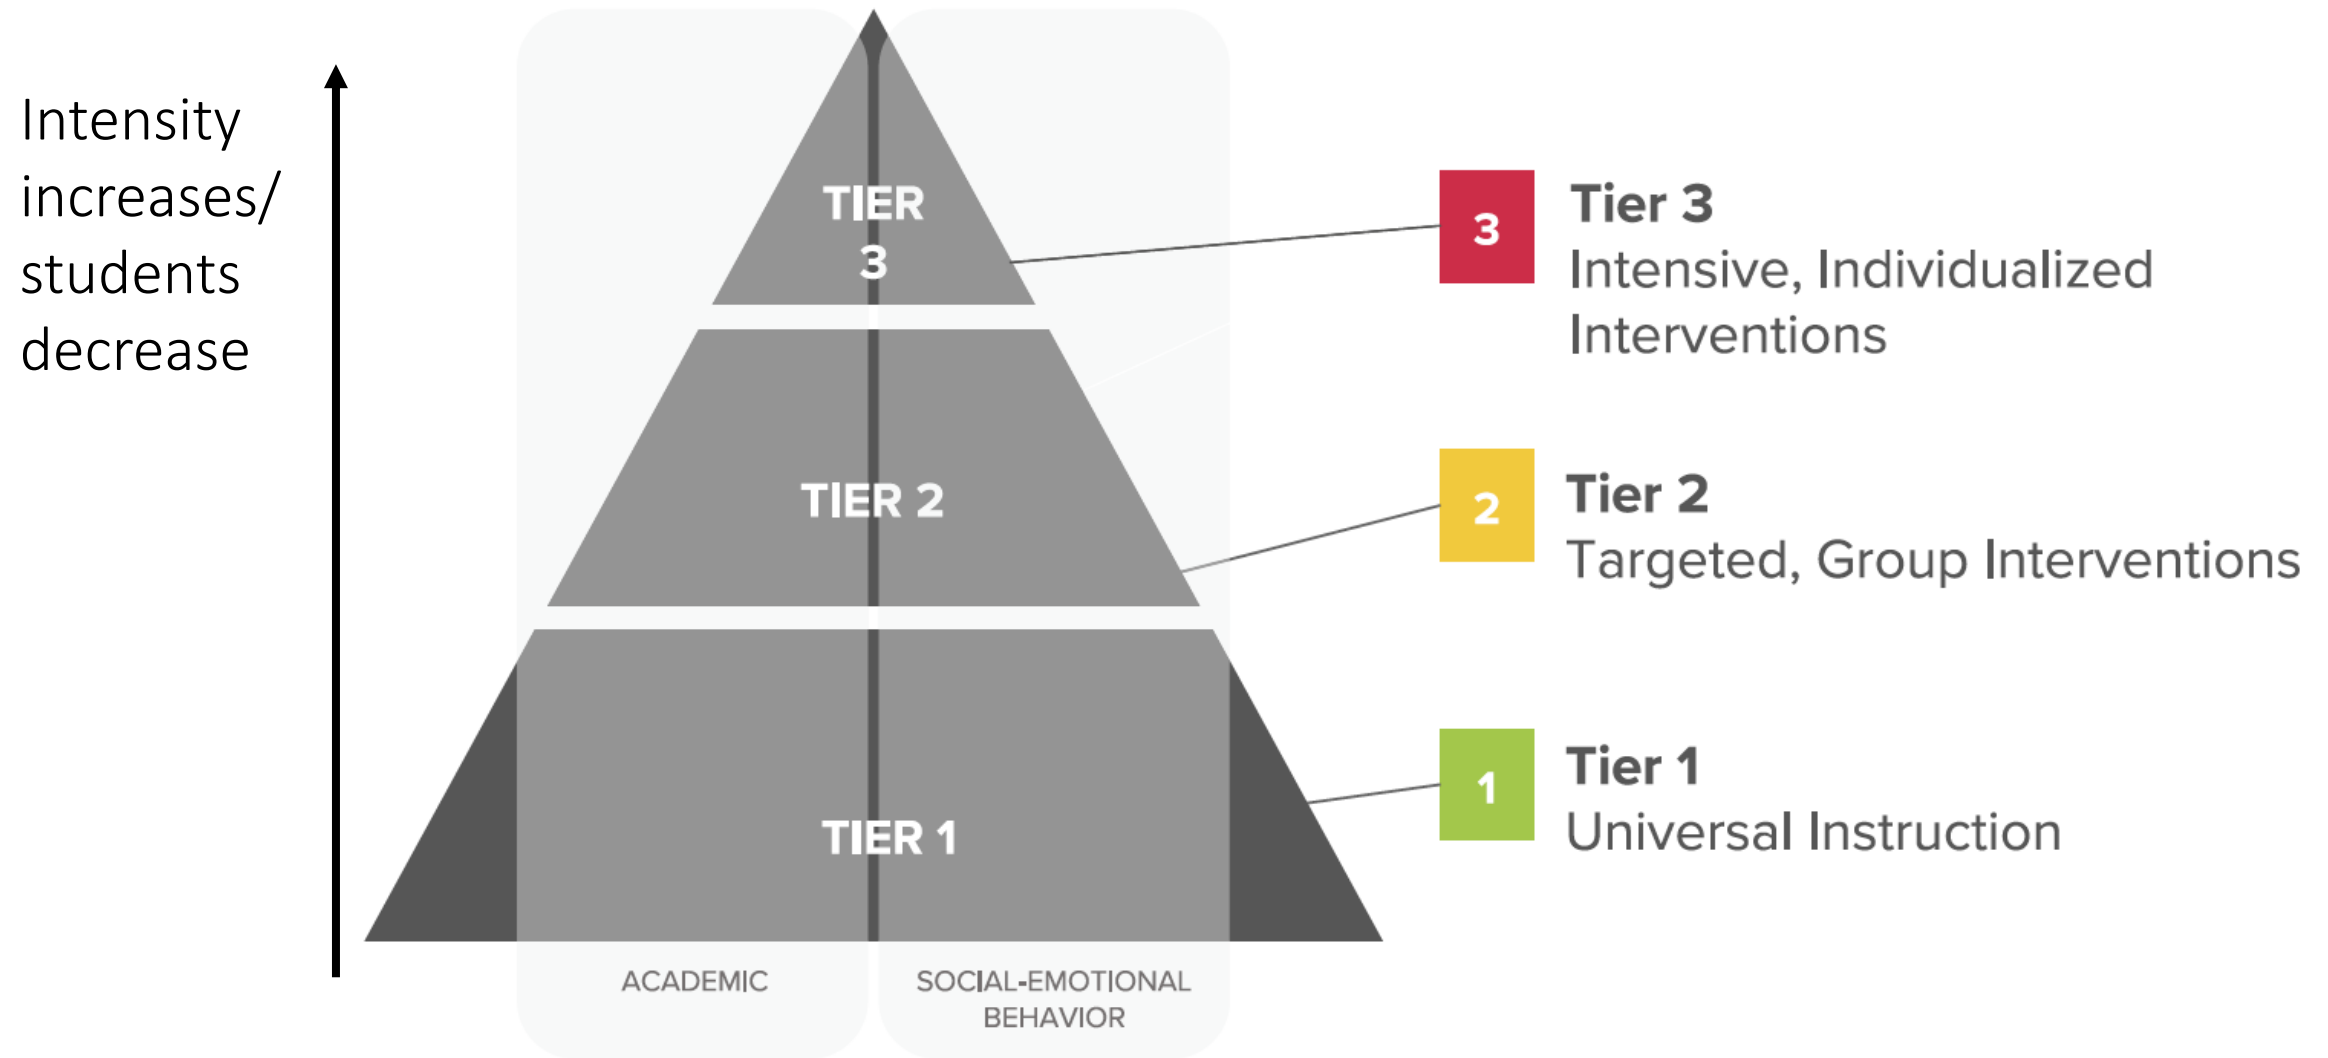 Intensity
increases/
students
decrease
TIER
3
TIER 2
TIER 1
ACADEMIC
SOCIAL-EMOTIONAL
BEHAVIOR
3
Tier 3
Intensive, Individualized
Interventions
2
Tier 2
Targeted, Group Interventions
1
Tier 1
Universal Instruction